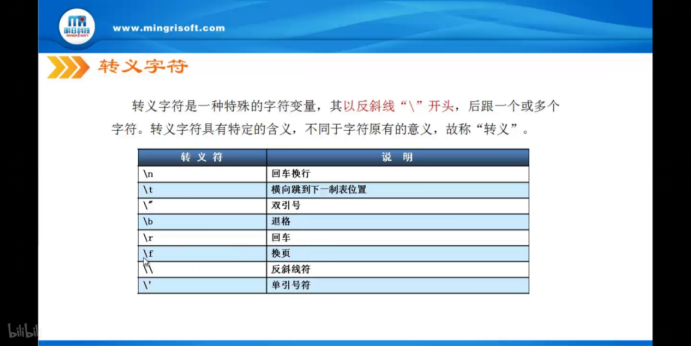 明日科技
www.mingrisoft.com
转义字符
转义字符是一种特殊的字符变量，其以反斜线“\”开头，后跟一个或多个
字符。转义字符具有特定的含义，不同于字符原有的意义，故称“转义”。
转 义 符 说 明
\n 回车换行
\t 横向跳到下一制表位置
\" 双引号
\b 退格
\r 回车
\f 换页
\\ 反斜线符
\' 单引号符
bilibili